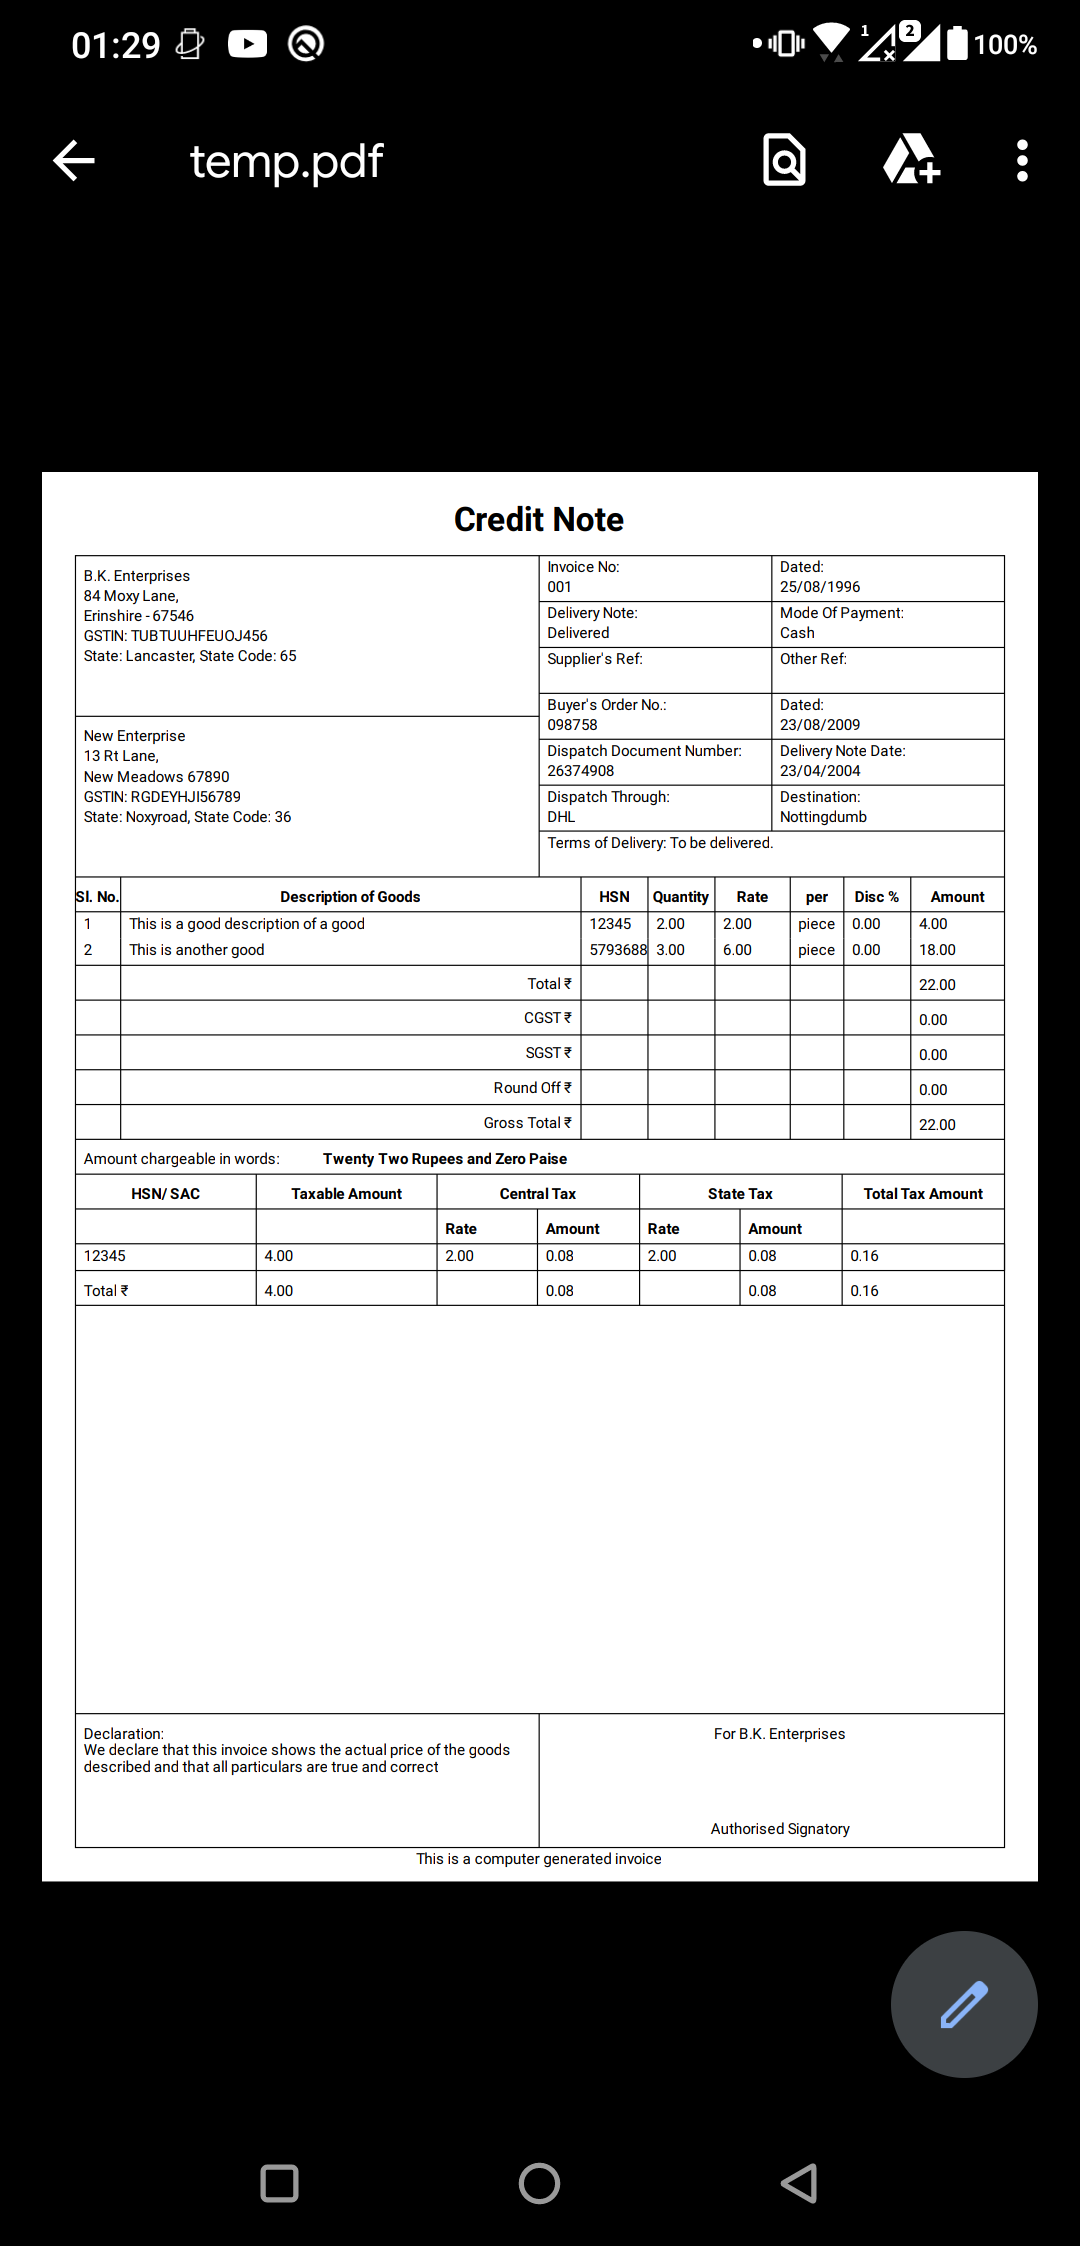 01:29
1
2
100%
temp.pdf
Credit Note
B.K. Enterprises
84 Moxy Lane,
Erinshire - 67546
GSTIN: TUBTUUHFEUOJ456
State: Lancaster, State Code: 65
Invoice No:
001
Dated:
25/08/1996
Delivery Note:
Delivered
Mode Of Payment:
Cash
Supplier's Ref:
Other Ref:
Buyer's Order No.:
098758
Dated:
23/08/2009
New Enterprise
13 Rt Lane,
New Meadows 67890
GSTIN: RGDEYHJI56789
State: Noxyroad, State Code: 36
Dispatch Document Number:
26374908
Delivery Note Date:
23/04/2004
Dispatch Through:
DHL
Destination:
Nottingdumb
Terms of Delivery: To be delivered.
Sl. No. Description of Goods HSN Quantity Rate per Disc % Amount
1 This is a good description of a good 12345 2.00 2.00 piece 0.00 4.00
2 This is another good 5793688 3.00 6.00 piece 0.00 18.00
Total ₹ 22.00
CGST ₹ 0.00
SGST ₹ 0.00
Round Off ₹ 0.00
Gross Total ₹ 22.00
Amount chargeable in words: Twenty Two Rupees and Zero Paise
HSN/ SAC Taxable Amount Central Tax State Tax Total Tax Amount
Rate Amount Rate Amount
12345 4.00 2.00 0.08 2.00 0.08 0.16
Total ₹ 4.00 0.08 0.08 0.16
Declaration:
We declare that this invoice shows the actual price of the goods
described and that all particulars are true and correct
For B.K. Enterprises
Authorised Signatory
This is a computer generated invoice